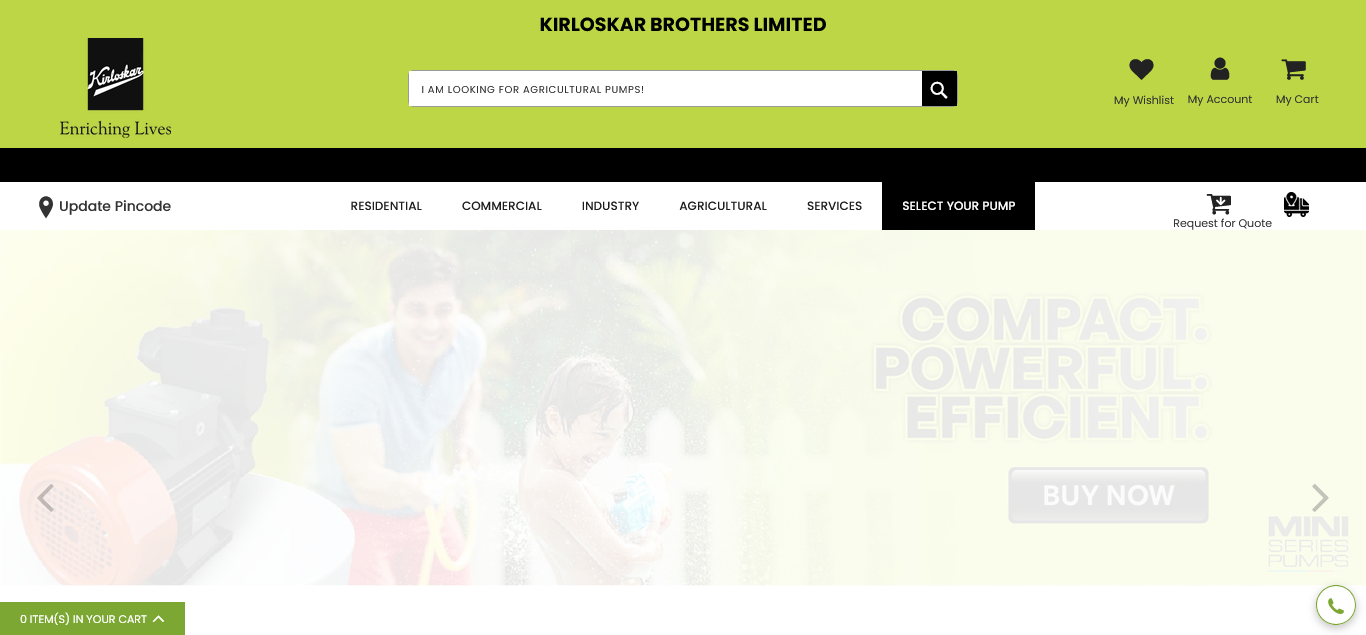 KIRLOSKAR BROTHERS LIMITED
Kirloskar
Enriching Lives
I AM LOOKING FOR AGRICULTURAL PUMPS!
My Wishlist
My Account
My Cart
Update Pincode
RESIDENTIAL
COMMERCIAL
INDUSTRY
AGRICULTURAL
SERVICES
SELECT YOUR PUMP
Request for Quote
COMPACT.
POWERFUL.
EFFICIENT.
BUY NOW
MINI
SERIES
PUMPS
0 ITEM(S) IN YOUR CART